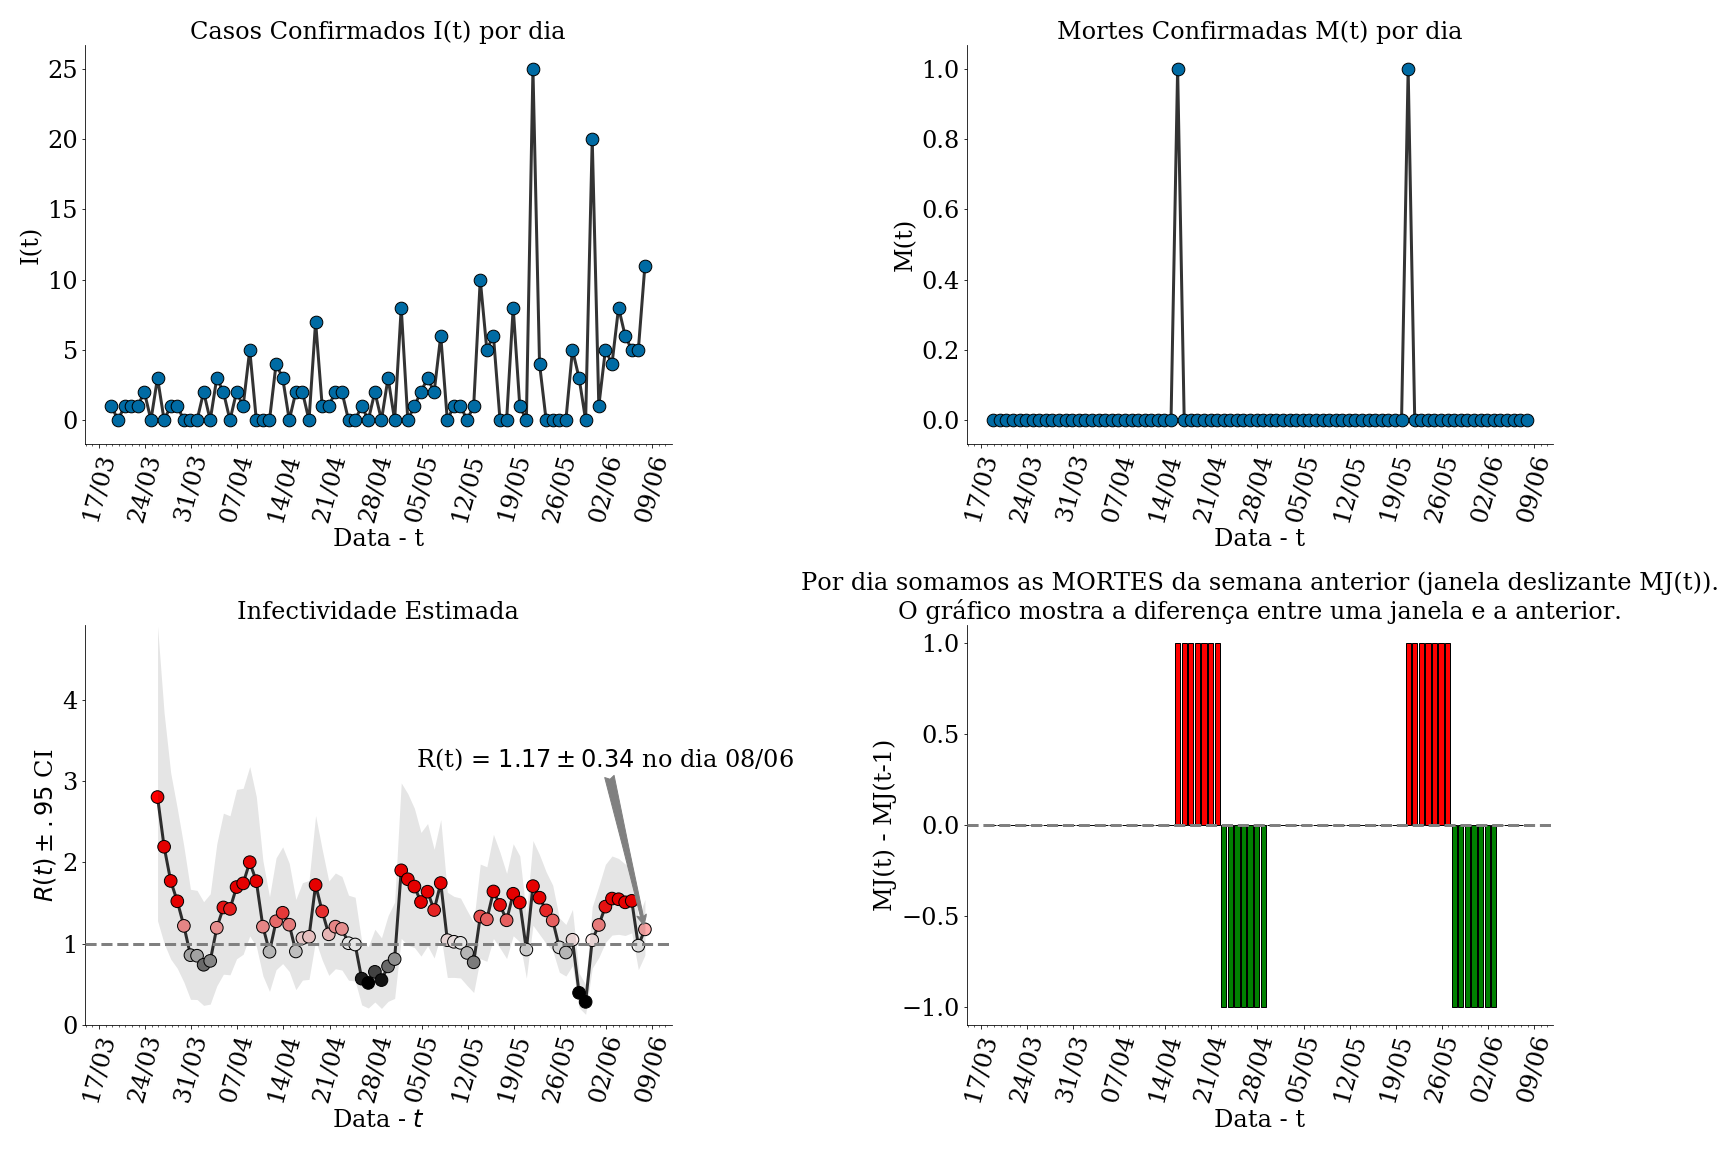 Casos Confirmados I(t) por dia
I(t)
25
20
15
10
5
0
17/03 24/03 31/03 07/04 14/04 21/04 28/04 05/05 12/05 19/05 26/05 02/06 09/06
Data - t
Mortes Confirmadas M(t) por dia
M(t)
1.0
0.8
0.6
0.4
0.2
0.0
17/03 24/03 31/03 07/04 14/04 21/04 28/04 05/05 12/05 19/05 26/05 02/06 09/06
Data - t
Infectividade Estimada
R(t) ± .95 CI
4
3
2
1
0
R(t) = 1.17 ± 0.34 no dia 08/06
17/03 24/03 31/03 07/04 14/04 21/04 28/04 05/05 12/05 19/05 26/05 02/06 09/06
Data - t
Por dia somamos as MORTES da semana anterior (janela deslizante MJ(t)).
O gráfico mostra a diferença entre uma janela e a anterior.
MJ(t) - MJ(t-1)
1.0
0.5
0.0
−0.5
−1.0
17/03 24/03 31/03 07/04 14/04 21/04 28/04 05/05 12/05 19/05 26/05 02/06 09/06
Data - t